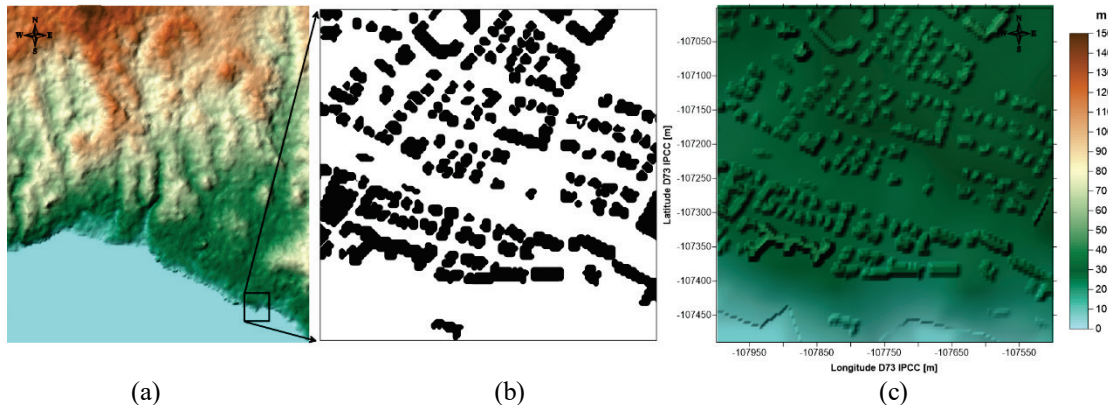 N
W E
S
N
W E
S
m
150
140
130
120
110
100
90
80
70
60
50
40
30
20
10
0
Latitude D73 IPCC [m]
-107050
-107100
-107150
-107200
-107250
-107300
-107350
-107400
-107450
-107950 -107850 -107750 -107650 -107550
Longitude D73 IPCC [m]
(a) (b) (c)